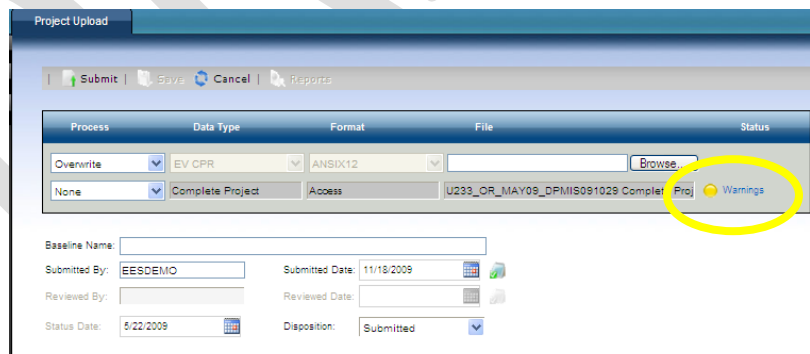 Project Upload
| Submit | Save Cancel | Reports
Process Data Type Format File Status
Overwrite EV CPR ANSIX12 Browse...
None Complete Project Access U233_OR_MAY09_DPMIS091029 Complete Proj Warnings
Baseline Name:
Submitted By: EESDEMO Submitted Date: 11/18/2009
Reviewed By: Reviewed Date:
Status Date: 5/22/2009 Disposition: Submitted